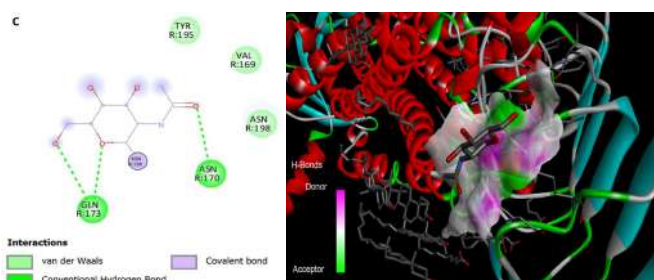 C
TYR
R:195
VAL
R:169
ASN
R:198
ASN
R:170
GLN
R:173
Interactions
van der Waals
Conventional Hydrogen Bond
Covalent bond
H-Bonds
Donor
Acceptor